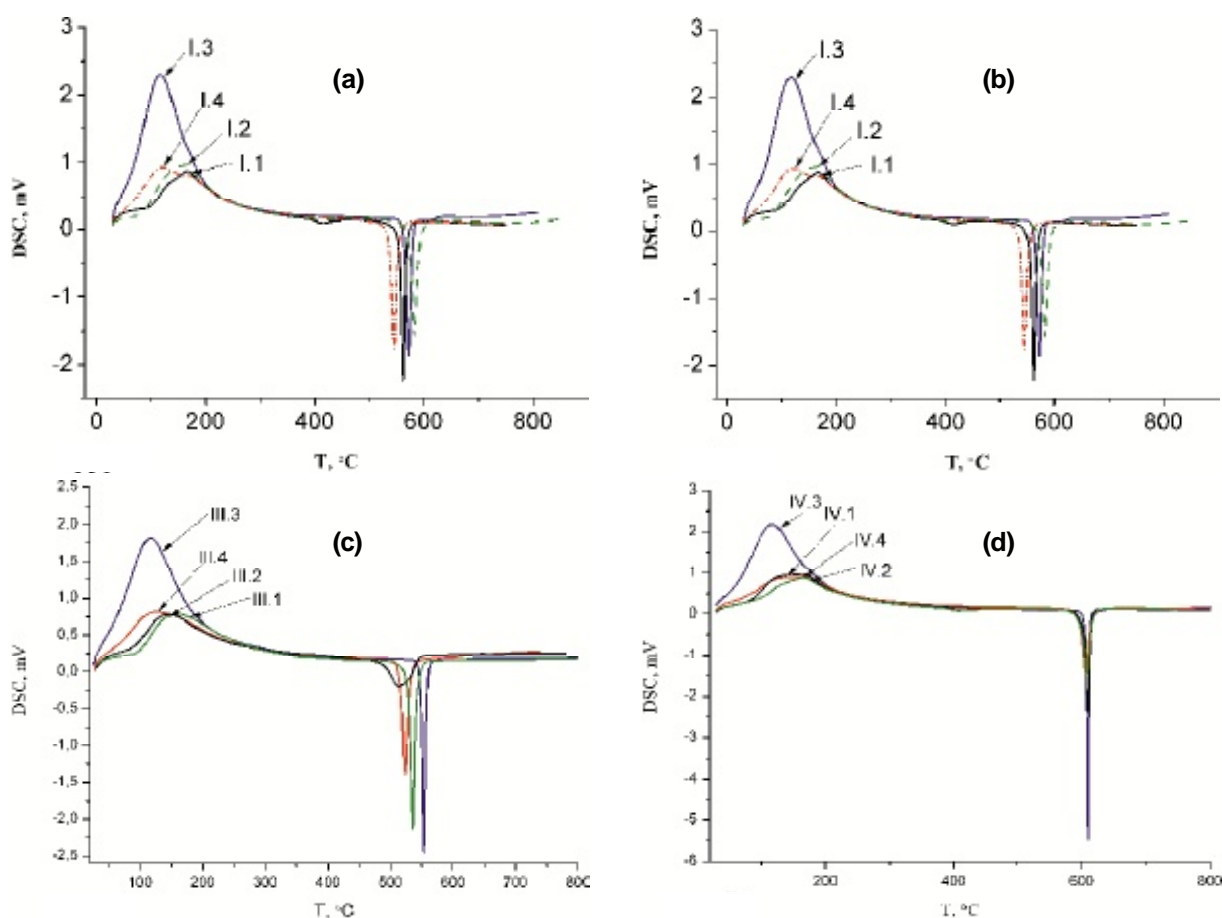 (a)
3
2
1
0
-1
-2
DSC, mV
I.3
I.4
I.2
I.1
0 200 400 600 800
T, °C
(b)
3
2
1
0
-1
-2
DSC, mV
I.3
I.4
I.2
I.1
0 200 400 600 800
T, °C
(c)
2.5
2.0
1.5
1.0
0.5
0.0
-0.5
-1.0
-1.5
-2.0
-2.5
DSC, mV
III.3
III.4
III.2
III.1
100 200 300 400 500 600 700 800
T, °C
(d)
3
2
1
0
-1
-2
-3
-4
-5
-6
DSC, mV
IV.3
IV.1
IV.4
IV.2
200 400 600 800
T, °C